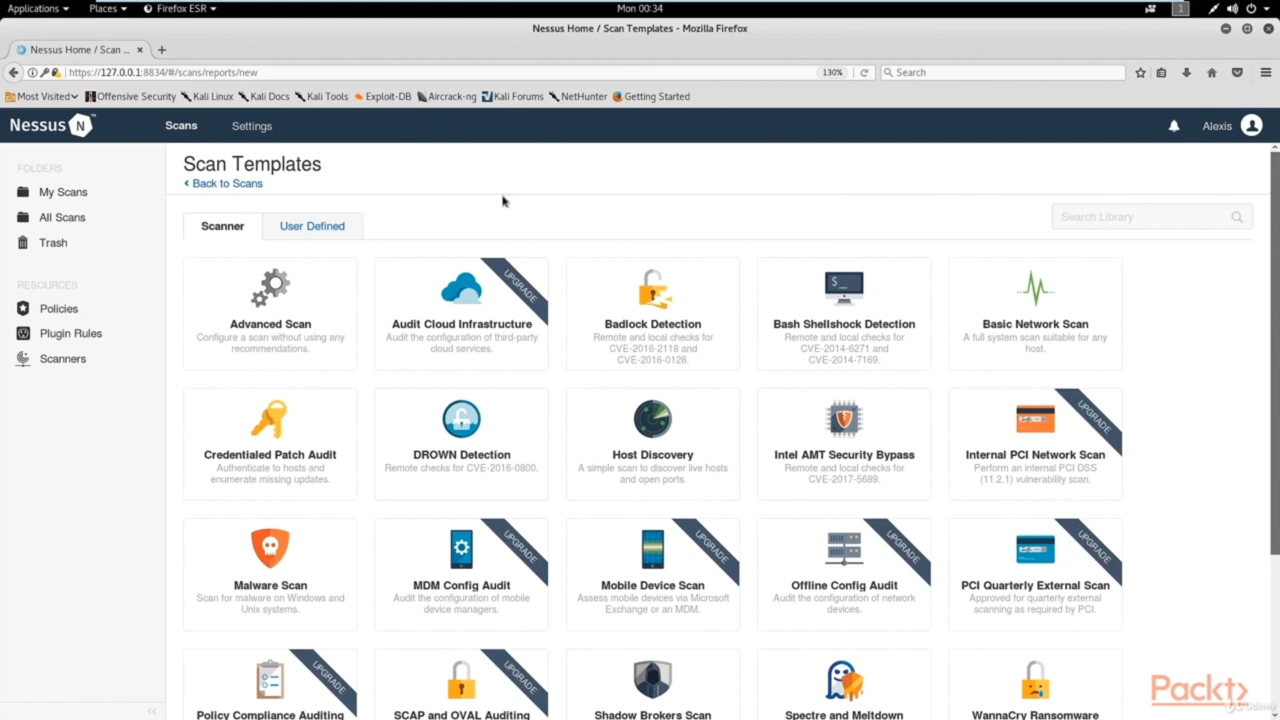 Applications
Places
Firefox ESR
Mon 00:34
1
Nessus Home / Scan Templates - Mozilla Firefox
Nessus Home / Scan ...
https://127.0.0.1:8834/#/scans/reports/new
130%
Search
Most Visited
Offensive Security
Kali Linux
Kali Docs
Kali Tools
Exploit-DB
Aircrack-ng
Kali Forums
NetHunter
Getting Started
Nessus N
Scans
Settings
Alexis
FOLDERS
My Scans
All Scans
Trash
RESOURCES
Policies
Plugin Rules
Scanners
Scan Templates
Back to Scans
Scanner
User Defined
Search Library
Advanced Scan
Configure a scan without using any
recommendations.
UPGRADE
Audit Cloud Infrastructure
Audit the configuration of third-party
cloud services.
Badlock Detection
Remote and local checks for
CVE-2016-2118 and
CVE-2016-0128.
$_
Bash Shellshock Detection
Remote and local checks for
CVE-2014-6271 and
CVE-2014-7169.
Basic Network Scan
A full system scan suitable for any
host.
Credentialed Patch Audit
Authenticate to hosts and
enumerate missing updates.
DROWN Detection
Remote checks for CVE-2016-0800.
Host Discovery
A simple scan to discover live hosts
and open ports.
Intel AMT Security Bypass
Remote and local checks for
CVE-2017-5689.
UPGRADE
Internal PCI Network Scan
Perform an internal PCI DSS
(11.2.1) vulnerability scan.
Malware Scan
Scan for malware on Windows and
Unix systems.
UPGRADE
MDM Config Audit
Audit the configuration of mobile
device managers.
UPGRADE
Mobile Device Scan
Assess mobile devices via Microsoft
Exchange or an MDM.
UPGRADE
Offline Config Audit
Audit the configuration of network
devices.
UPGRADE
PCI Quarterly External Scan
Approved for quarterly external
scanning as required by PCI.
UPGRADE
Policy Compliance Auditing
UPGRADE
SCAP and OVAL Auditing
Shadow Brokers Scan
Spectre and Meltdown
WannaCry Ransomware
Packt
Udemy